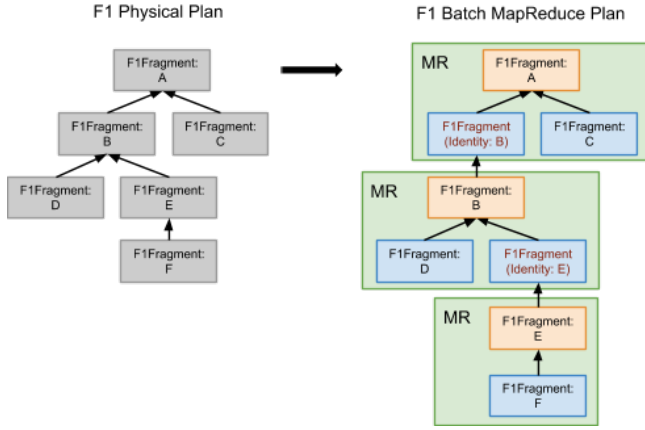 F1 Physical Plan
F1Fragment:
A
F1Fragment:
B
F1Fragment:
C
F1Fragment:
D
F1Fragment:
E
F1Fragment:
F
F1 Batch MapReduce Plan
MR
F1Fragment:
A
F1Fragment
(Identity: B)
F1Fragment:
C
MR
F1Fragment:
B
F1Fragment:
D
F1Fragment
(Identity: E)
MR
F1Fragment:
E
F1Fragment:
F